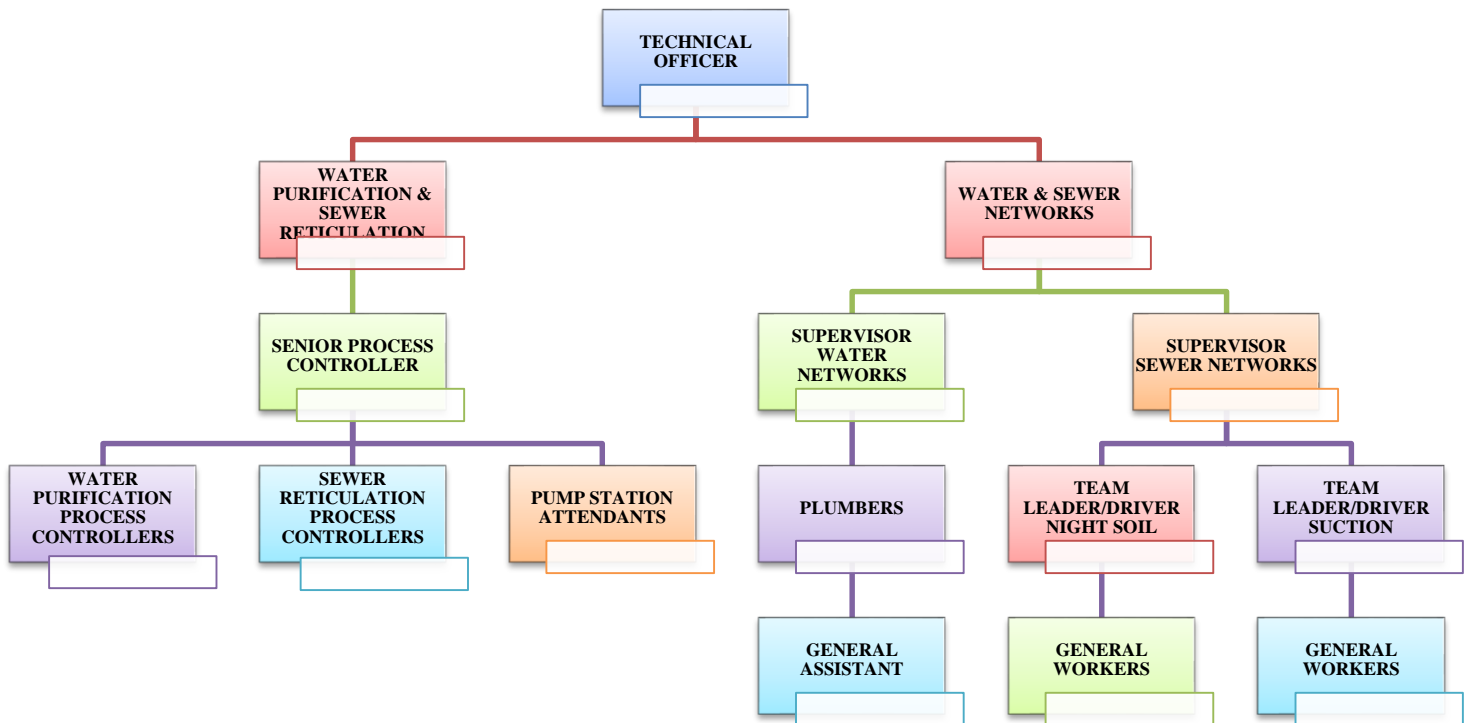 TECHNICAL
OFFICER
WATER
PURIFICATION &
SEWER
RETICULATION
WATER & SEWER
NETWORKS
SENIOR PROCESS
CONTROLLER
SUPERVISOR
WATER
NETWORKS
SUPERVISOR
SEWER NETWORKS
WATER
PURIFICATION
PROCESS
CONTROLLERS
SEWER
RETICULATION
PROCESS
CONTROLLERS
PUMP STATION
ATTENDANTS
PLUMBERS
TEAM
LEADER/DRIVER
NIGHT SOIL
TEAM
LEADER/DRIVER
SUCTION
GENERAL
ASSISTANT
GENERAL
WORKERS
GENERAL
WORKERS